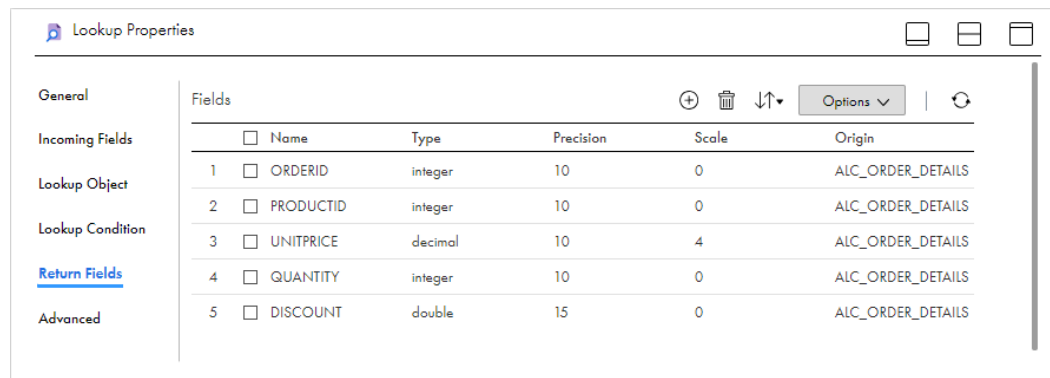 Lookup Properties
General
Incoming Fields
Lookup Object
Lookup Condition
Return Fields
Advanced
Fields
Options
Name Type Precision Scale Origin
1 ORDERID integer 10 0 ALC_ORDER_DETAILS
2 PRODUCTID integer 10 0 ALC_ORDER_DETAILS
3 UNITPRICE decimal 10 4 ALC_ORDER_DETAILS
4 QUANTITY integer 10 0 ALC_ORDER_DETAILS
5 DISCOUNT double 15 0 ALC_ORDER_DETAILS